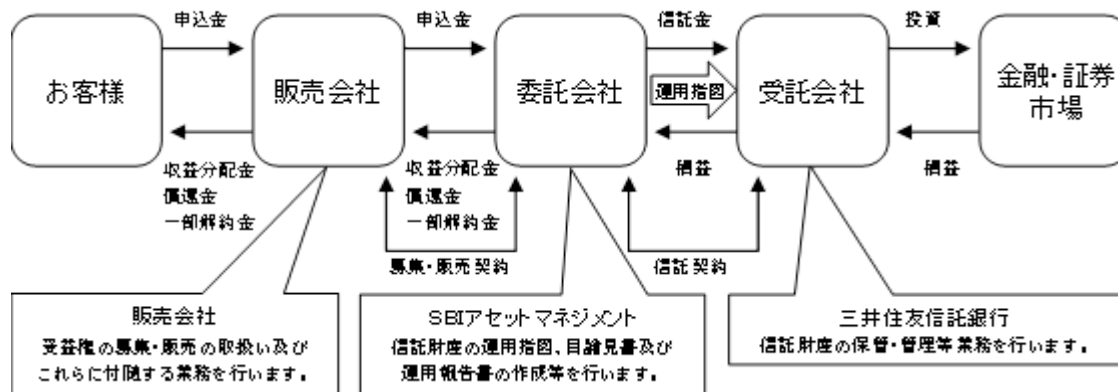 申込金
申込金
信託金
投資
お客様
販売会社
委託会社
運用指図
受託会社
金融・証券
市場
収益分配金
償還金
一部解約金
収益分配金
償還金
一部解約金
損益
損益
募集・販売契約
信託契約
販売会社
受益権の募集・販売の取扱い及び
これらに付随する業務を行います。
SBIアセットマネジメント
信託財産の運用指図、目論見書及び
運用報告書の作成等を行います。
三井住友信託銀行
信託財産の保管・管理等業務を行います。